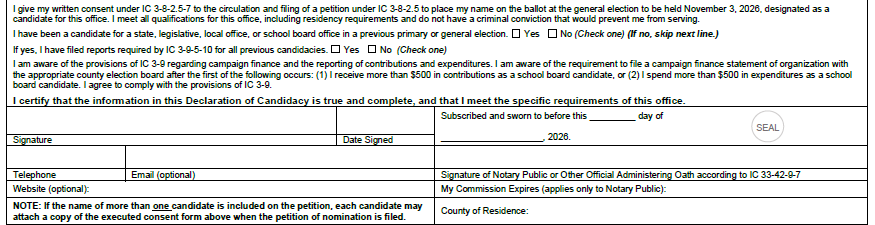 I give my written consent under IC 3-8-2.5-7 to the circulation and filing of a petition under IC 3-8-2.5 to place my name on the ballot at the general election to be held November 3, 2026, designated as a
candidate for this office. I meet all qualifications for this office, including residency requirements and do not have a criminal conviction that would prevent me from serving.
I have been a candidate for a state, legislative, local office, or school board office in a previous primary or general election. ☐ Yes ☐ No (Check one) (If no, skip next line.)
If yes, I have filed reports required by IC 3-9-5-10 for all previous candidacies. ☐ Yes ☐ No (Check one)
I am aware of the provisions of IC 3-9 regarding campaign finance and the reporting of contributions and expenditures. I am aware of the requirement to file a campaign finance statement of organization with
the appropriate county election board after the first of the following occurs: (1) I receive more than $500 in contributions as a school board candidate, or (2) I spend more than $500 in expenditures as a school
board candidate. I agree to comply with the provisions of IC 3-9.
I certify that the information in this Declaration of Candidacy is true and complete, and that I meet the specific requirements of this office.
Subscribed and sworn to before this _________ day of
____________________, 2026.
SEAL
Signature
Date Signed
Telephone
Email (optional)
Signature of Notary Public or Other Official Administering Oath according to IC 33-42-9-7
Website (optional):
My Commission Expires (applies only to Notary Public):
NOTE: If the name of more than one candidate is included on the petition, each candidate may
attach a copy of the executed consent form above when the petition of nomination is filed.
County of Residence: